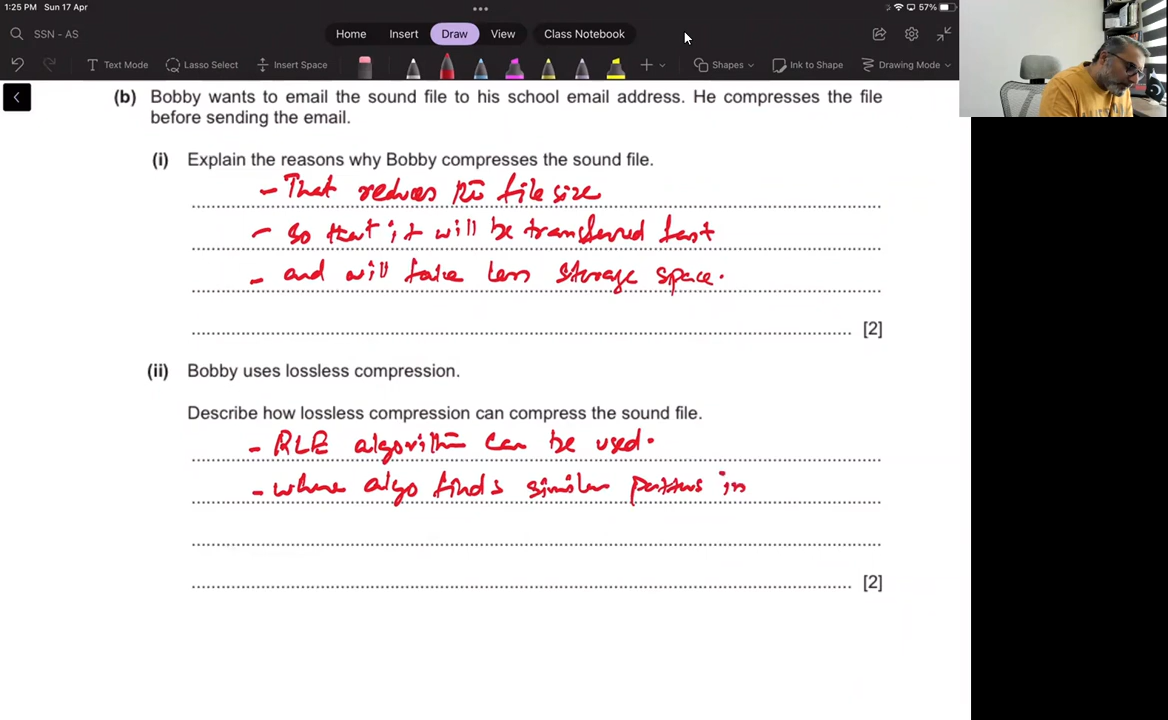 1:25 PM Sun 17 Apr
57%
SSN - AS
Home Insert Draw View Class Notebook
Text Mode Lasso Select Insert Space Shapes Ink to Shape Drawing Mode
(b) Bobby wants to email the sound file to his school email address. He compresses the file
before sending the email.
(i) Explain the reasons why Bobby compresses the sound file.
- That reduces the file size
- so that it will be transferred fast
- and will take less storage space.
[2]
(ii) Bobby uses lossless compression.
Describe how lossless compression can compress the sound file.
- RLE algorithm can be used.
- where algo finds similar patterns in
[2]